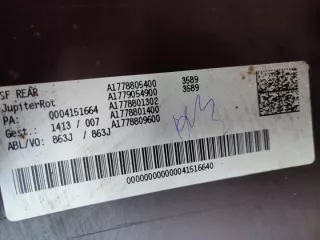 SF REAR A1778805400 3589
JupiterRot A1779054900 3689
PA: 0004151664 A1778801302
Gest.: 1413 / 007 A1778801400
ABL/VO: 863J / 863J A1778809600
00000000000041516640